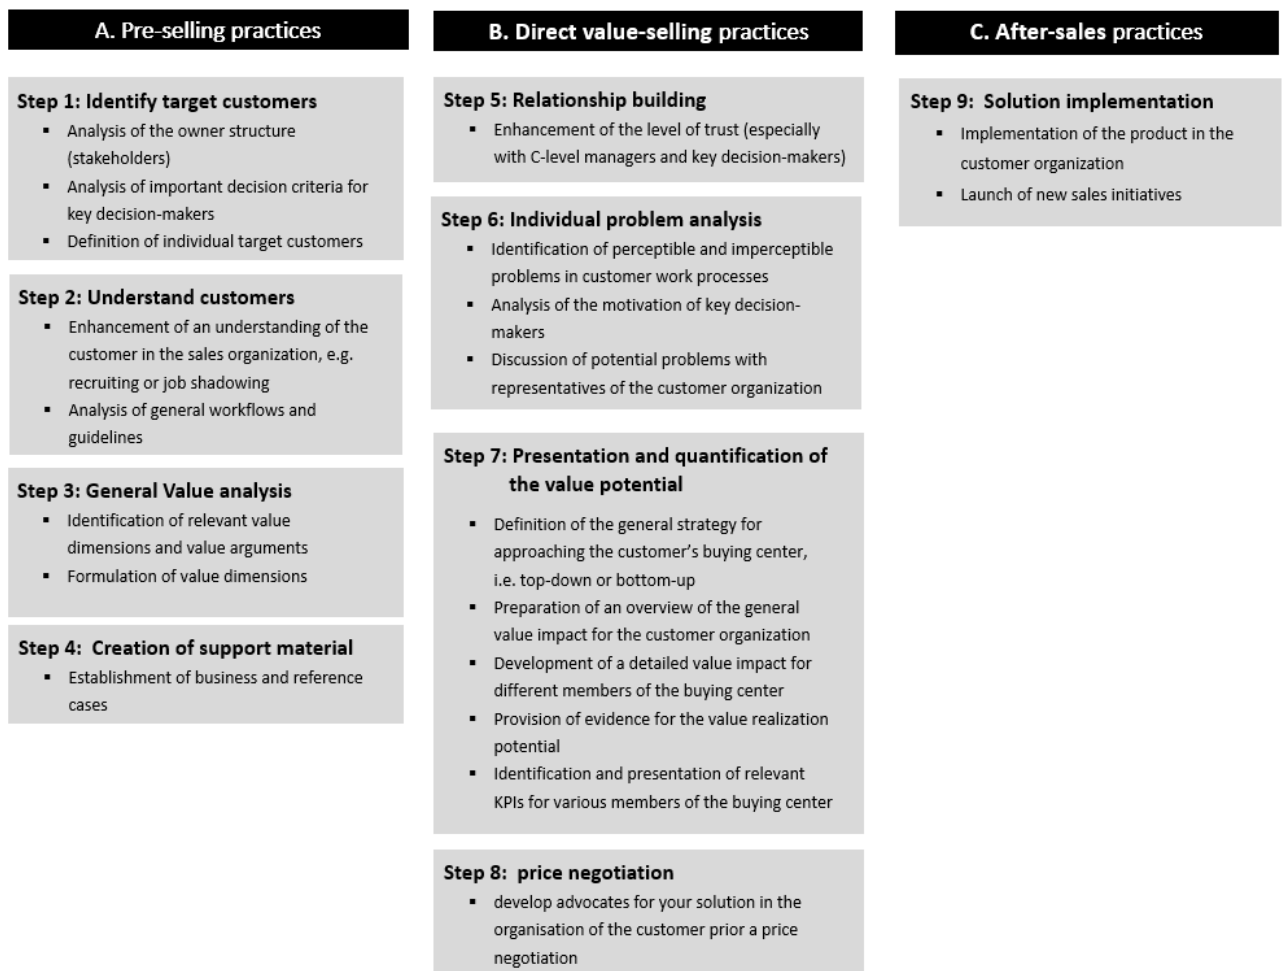 A. Pre-selling practices
Step 1: Identify target customers
▪ Analysis of the owner structure
(stakeholders)
▪ Analysis of important decision criteria for
key decision-makers
▪ Definition of individual target customers
Step 2: Understand customers
▪ Enhancement of an understanding of the
customer in the sales organization, e.g.
recruiting or job shadowing
▪ Analysis of general workflows and
guidelines
Step 3: General Value analysis
▪ Identification of relevant value
dimensions and value arguments
▪ Formulation of value dimensions
Step 4:  Creation of support material
▪ Establishment of business and reference
cases
B. Direct value-selling practices
Step 5: Relationship building
▪ Enhancement of the level of trust (especially
with C-level managers and key decision-makers)
Step 6: Individual problem analysis
▪ Identification of perceptible and imperceptible
problems in customer work processes
▪ Analysis of the motivation of key decision-
makers
▪ Discussion of potential problems with
representatives of the customer organization
Step 7: Presentation and quantification of
the value potential
▪ Definition of the general strategy for
approaching the customer’s buying center,
i.e. top-down or bottom-up
▪ Preparation of an overview of the general
value impact for the customer organization
▪ Development of a detailed value impact for
different members of the buying center
▪ Provision of evidence for the value realization
potential
▪ Identification and presentation of relevant
KPIs for various members of the buying center
Step 8:  price negotiation
▪ develop advocates for your solution in the
organisation of the customer prior a price
negotiation
C. After-sales practices
Step 9:  Solution implementation
▪ Implementation of the product in the
customer organization
▪ Launch of new sales initiatives